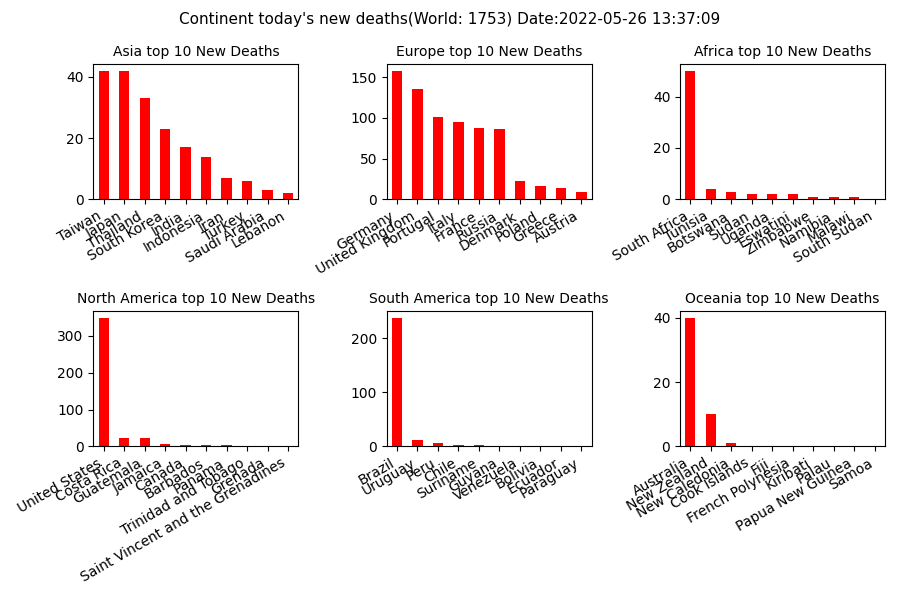 Continent today's new deaths(World: 1753) Date:2022-05-26 13:37:09
Asia top 10 New Deaths
40
20
0
Taiwan
Japan
Thailand
South Korea
India
Indonesia
Iran
Turkey
Saudi Arabia
Lebanon
Europe top 10 New Deaths
150
100
50
0
Germany
United Kingdom
Portugal
Italy
France
Russia
Denmark
Poland
Greece
Austria
Africa top 10 New Deaths
40
20
0
South Africa
Tunisia
Botswana
Sudan
Uganda
Eswatini
Zimbabwe
Namibia
Malawi
South Sudan
North America top 10 New Deaths
300
200
100
0
United States
Costa Rica
Guatemala
Jamaica
Canada
Barbados
Panama
Trinidad and Tobago
Grenada
Saint Vincent and the Grenadines
South America top 10 New Deaths
200
100
0
Brazil
Uruguay
Peru
Chile
Suriname
Guyana
Venezuela
Bolivia
Ecuador
Paraguay
Oceania top 10 New Deaths
40
20
0
Australia
New Zealand
New Caledonia
Cook Islands
Fiji
French Polynesia
Kiribati
Palau
Papua New Guinea
Samoa